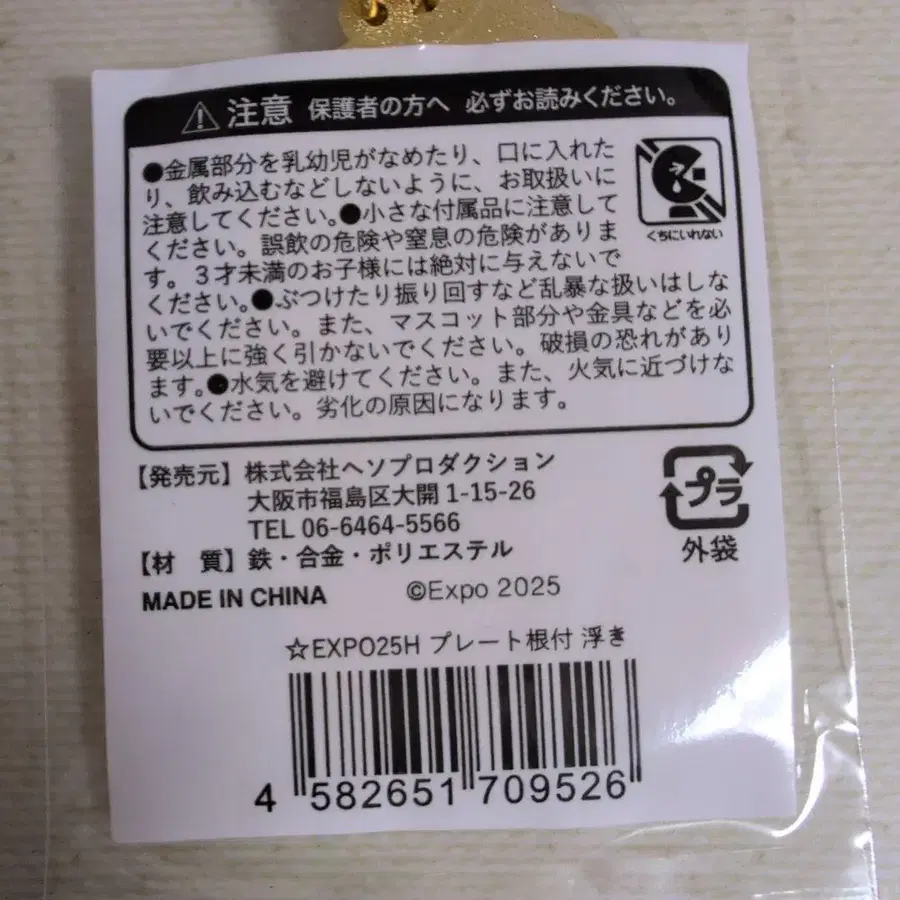 注意 保護者の方へ 必ずお読みください。
●金属部分を乳幼児がなめたり、口に入れた
り、飲み込むなどしないように、お取扱いに
注意してください。●小さな付属品に注意して
ください。誤飲の危険や窒息の危険がありま
す。3才未満のお子様には絶対に与えないで
ください。●ぶつけたり振り回すなど乱暴な扱いはしな
いでください。また、マスコット部分や金具などを必
要以上に強く引かないでください。破損の恐れがあり
ます。●水気を避けてください。また、火気に近づけな
いでください。劣化の原因になります。
くちにいれない
【発売元】株式会社ヘソプロダクション
大阪市福島区大開1-15-26
TEL 06-6464-5566
【材 質】鉄・合金・ポリエステル
MADE IN CHINA ©Expo 2025
プラ
外袋
☆EXPO25H プレート根付 浮き
4 582651 709526